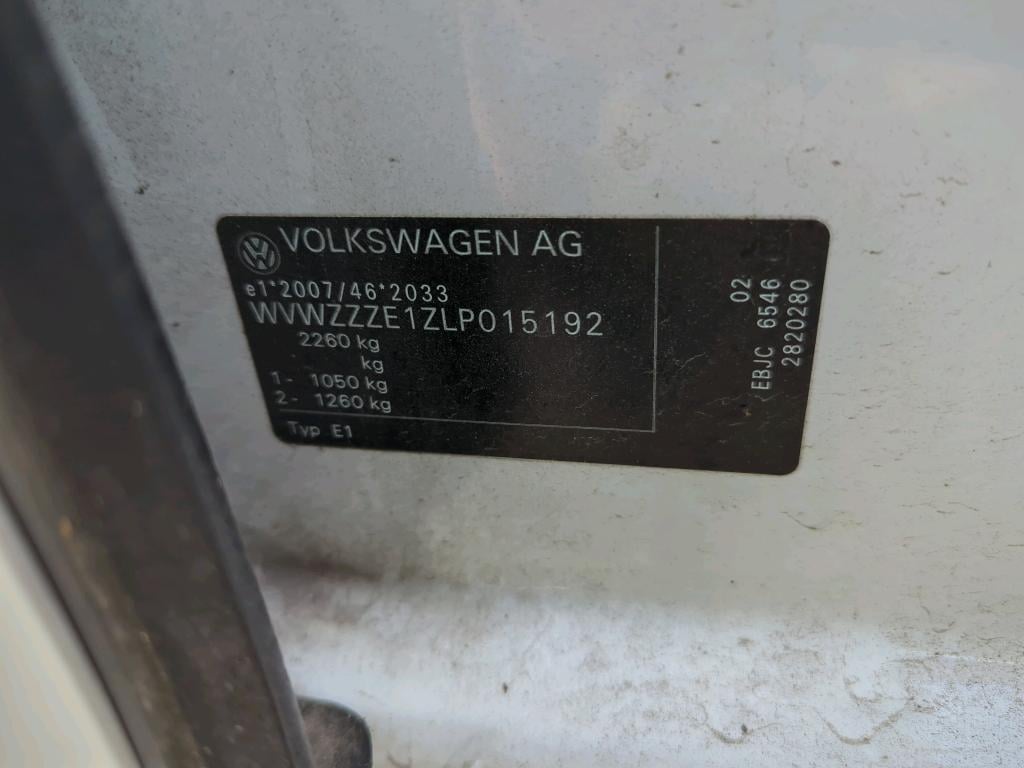 VOLKSWAGEN AG
e1*2007/46*2033
WVWZZZE1ZLP015192
2260 kg
kg
1- 1050 kg
2- 1260 kg
Typ E1
02
EBJC 6546
2820280